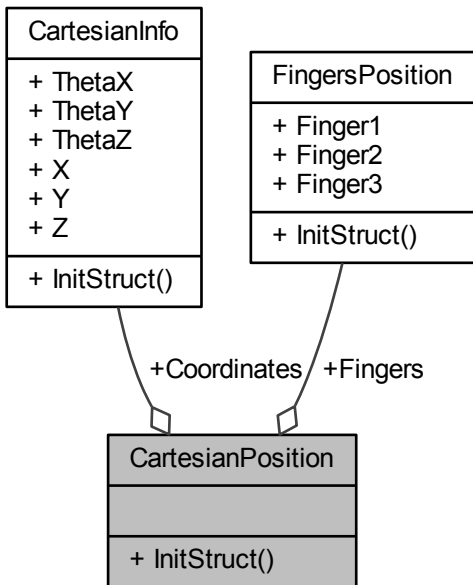 CartesianInfo
+ ThetaX
+ ThetaY
+ ThetaZ
+ X
+ Y
+ Z
+ InitStruct()
FingersPosition
+ Finger1
+ Finger2
+ Finger3
+ InitStruct()
+Coordinates
+Fingers
CartesianPosition
+ InitStruct()